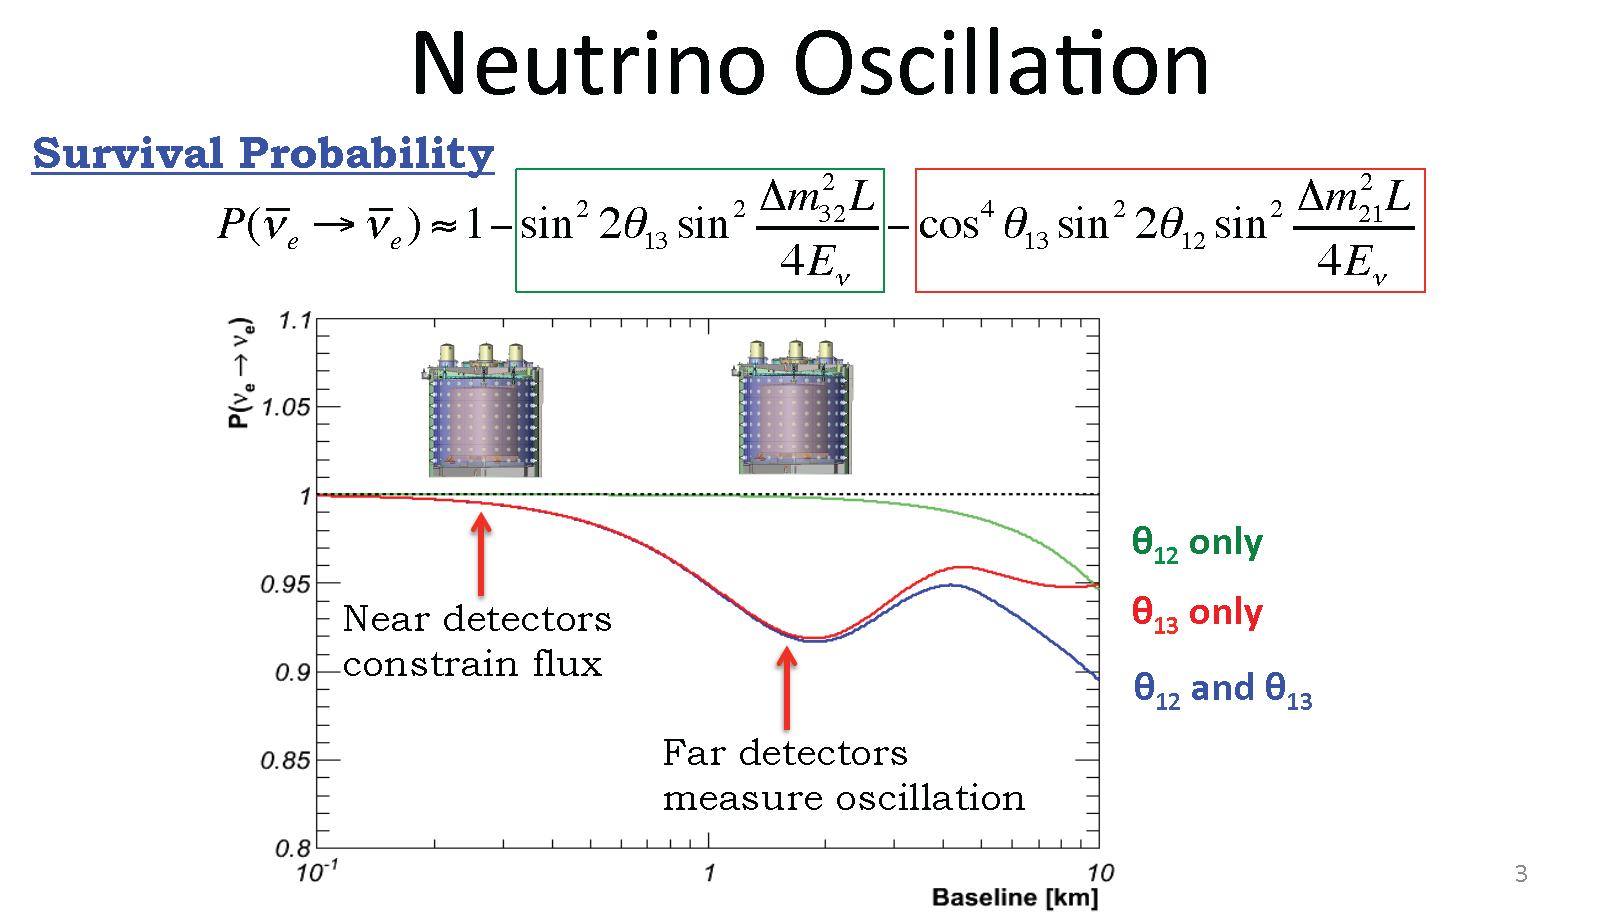 Neutrino Oscillation
Survival Probability
P(ν̅ₑ → ν̅ₑ) ≈ 1 – sin² 2θ₁₃ sin² Δm²₃₂L / 4Eᵥ – cos⁴ θ₁₃ sin² 2θ₁₂ sin² Δm²₂₁L / 4Eᵥ
P(νₑ → νₑ)
1.1
1.05
1
0.95
0.9
0.85
0.8
Near detectors
constrain flux
Far detectors
measure oscillation
θ₁₂ only
θ₁₃ only
θ₁₂ and θ₁₃
10⁻¹
1
10
Baseline [km]
3